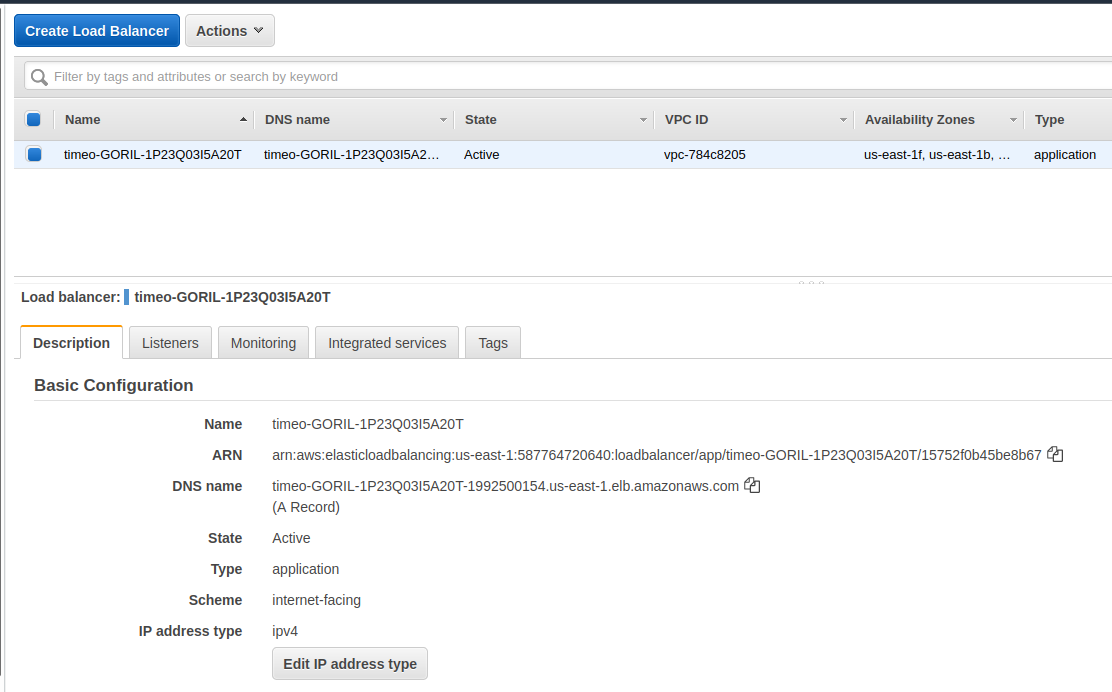 Create Load Balancer Actions
Filter by tags and attributes or search by keyword
Name DNS name State VPC ID Availability Zones Type
timeo-GORIL-1P23Q03I5A20T timeo-GORIL-1P23Q03I5A2… Active vpc-784c8205 us-east-1f, us-east-1b, … application
Load balancer: timeo-GORIL-1P23Q03I5A20T
Description Listeners Monitoring Integrated services Tags
Basic Configuration
Name timeo-GORIL-1P23Q03I5A20T
ARN arn:aws:elasticloadbalancing:us-east-1:587764720640:loadbalancer/app/timeo-GORIL-1P23Q03I5A20T/15752f0b45be8b67
DNS name timeo-GORIL-1P23Q03I5A20T-1992500154.us-east-1.elb.amazonaws.com
(A Record)
State Active
Type application
Scheme internet-facing
IP address type ipv4
Edit IP address type